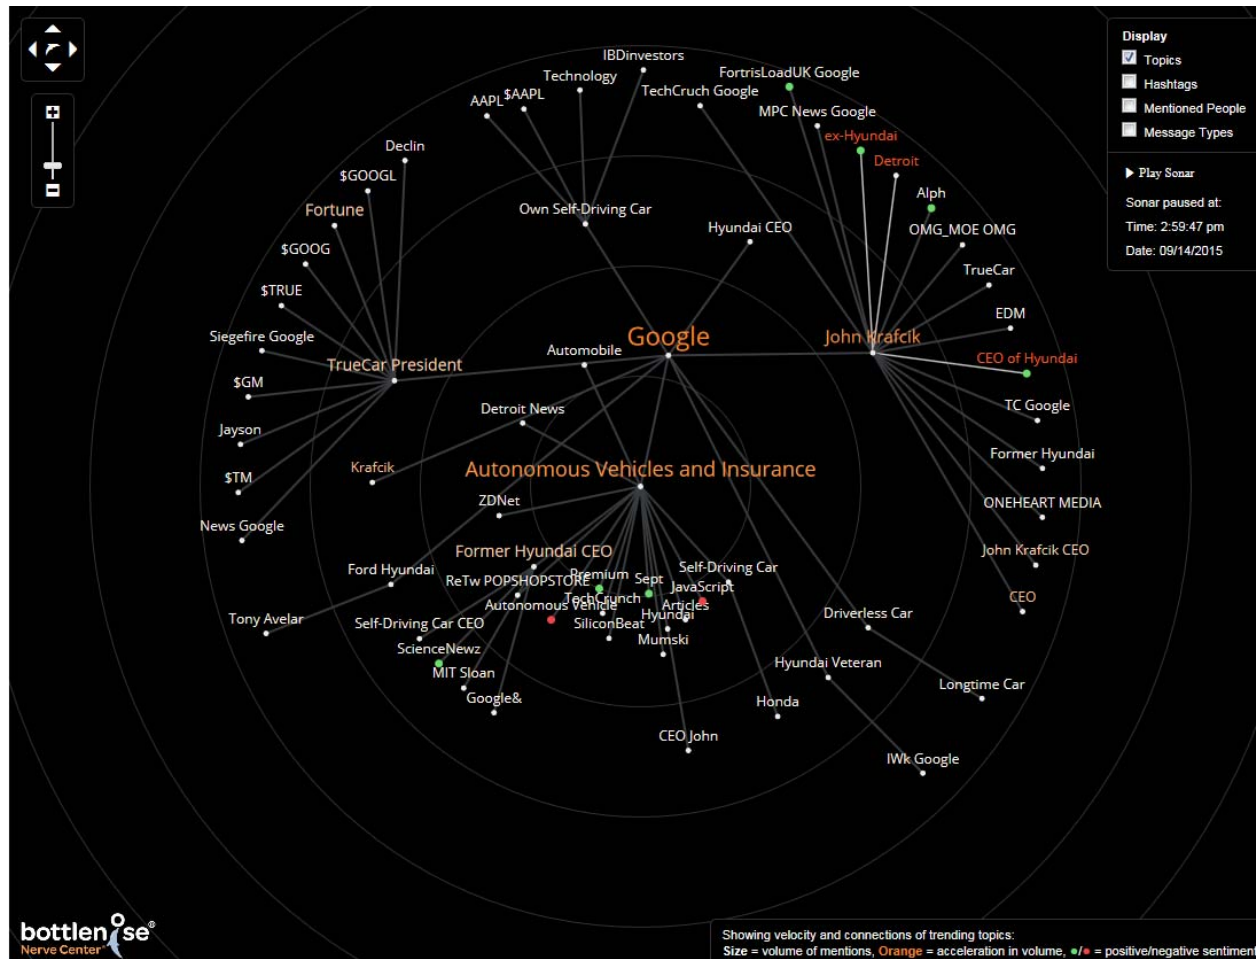 Display
Topics
Hashtags
Mentioned People
Message Types
Play Sonar
Sonar paused at:
Time: 2:59:47 pm
Date: 09/14/2015
IBDinvestors
FortrisLoadUK Google
Technology
TechCruch Google
$AAPL
AAPL
MPC News Google
ex-Hyundai
Declin
Detroit
$GOOGL
Alph
Fortune
Own Self-Driving Car
Hyundai CEO
OMG_MOE OMG
$GOOG
TrueCar
$TRUE
EDM
Siegefire Google
Google
John Krafcik
Automobile
TrueCar President
CEO of Hyundai
$GM
Detroit News
TC Google
Jayson
Krafcik
Autonomous Vehicles and Insurance
Former Hyundai
$TM
ZDNet
ONEHEART MEDIA
News Google
Former Hyundai CEO
John Krafcik CEO
Ford Hyundai
Self-Driving Car
Premium
Sept
ReTw POPSHOPSTORE
JavaScript
TechCrunch
CEO
Autonomous Vehicle
Articles
Hyundai
Tony Avelar
Self-Driving Car CEO
SiliconBeat
Driverless Car
Mumski
ScienceNewz
Hyundai Veteran
MIT Sloan
Longtime Car
Google&
Honda
CEO John
IWk Google
bottlenose®
Nerve Center
Showing velocity and connections of trending topics:
Size = volume of mentions, Orange = acceleration in volume, ●/● = positive/negative sentiment